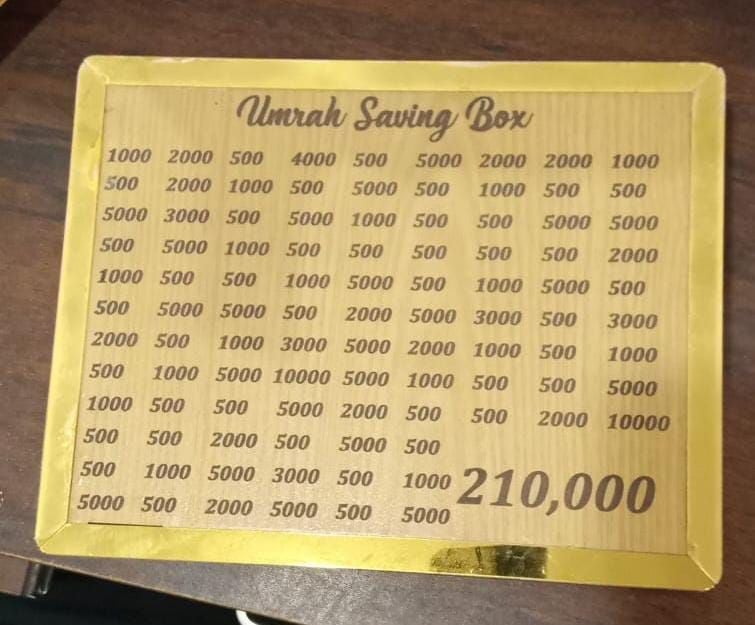 Umrah Saving Box
1000 2000 500 4000 500 5000 2000 2000 1000
500 2000 1000 500 5000 500 1000 500 500
5000 3000 500 5000 1000 500 500 5000 5000
500 5000 1000 500 500 500 500 500 2000
1000 500 500 1000 5000 500 1000 5000 500
500 5000 5000 500 2000 5000 3000 500 3000
2000 500 1000 3000 5000 2000 1000 500 1000
500 1000 5000 10000 5000 1000 500 500 5000
1000 500 500 5000 2000 500 500 2000 10000
500 500 2000 500 5000 500
500 1000 5000 3000 500 1000 210,000
5000 500 2000 5000 500 5000